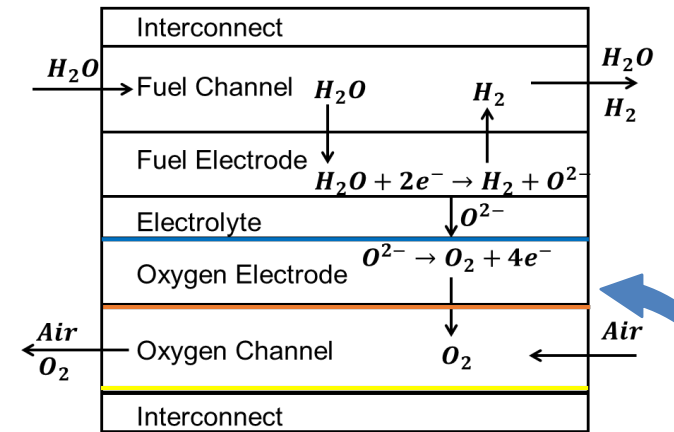 Interconnect
H₂O
Fuel Channel H₂O H₂
H₂O
H₂
Fuel Electrode
H₂O + 2e⁻ → H₂ + O²⁻
Electrolyte O²⁻
O²⁻ → O₂ + 4e⁻
Oxygen Electrode
Air
O₂
Oxygen Channel O₂
Air
Interconnect